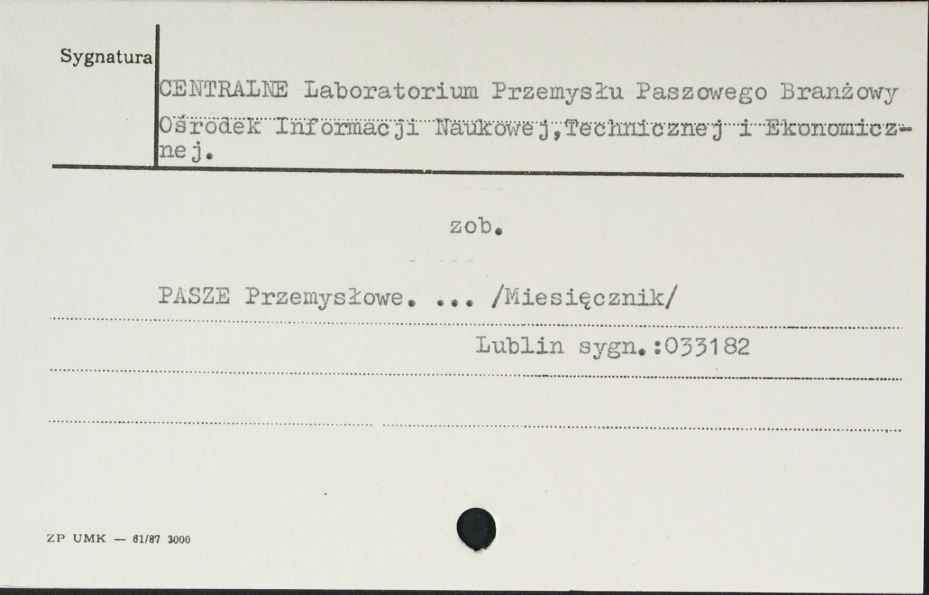 Sygnatura
CENTRALNE Laboratorium Przemysłu Paszowego Branżowy
Ośrodek Informacji Naukowej,Technicznej i Ekonomicz-
nej.
zob.
PASZE Przemysłowe. ... /Miesięcznik/
Lublin sygn.:033182
ZP UMK — 61/87 3000